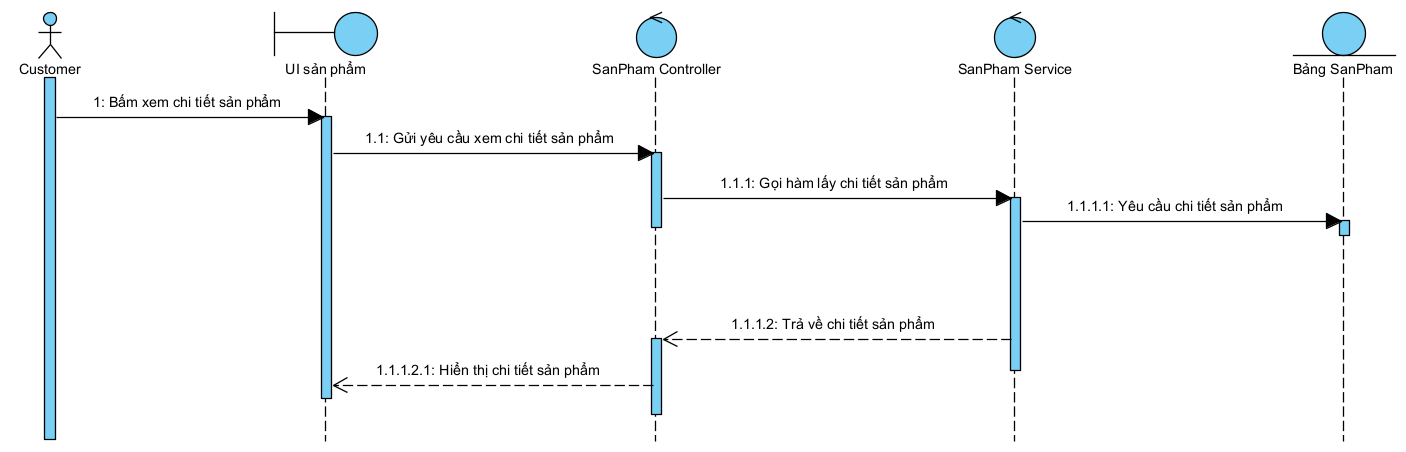 Customer
UI sản phẩm
SanPham Controller
SanPham Service
Bảng SanPham
1: Bấm xem chi tiết sản phẩm
1.1: Gửi yêu cầu xem chi tiết sản phẩm
1.1.1: Gọi hàm lấy chi tiết sản phẩm
1.1.1.1: Yêu cầu chi tiết sản phẩm
1.1.1.2: Trả về chi tiết sản phẩm
1.1.1.2.1: Hiển thị chi tiết sản phẩm